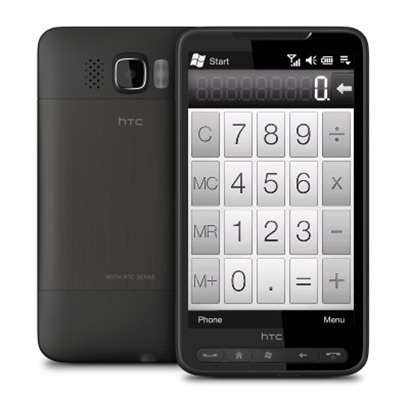 htc
WITH HTC SENSE
Start
0.
C 7 8 9 ÷
MC 4 5 6 x
MR 1 2 3 −
M+ 0 . = +
Phone Menu
htc